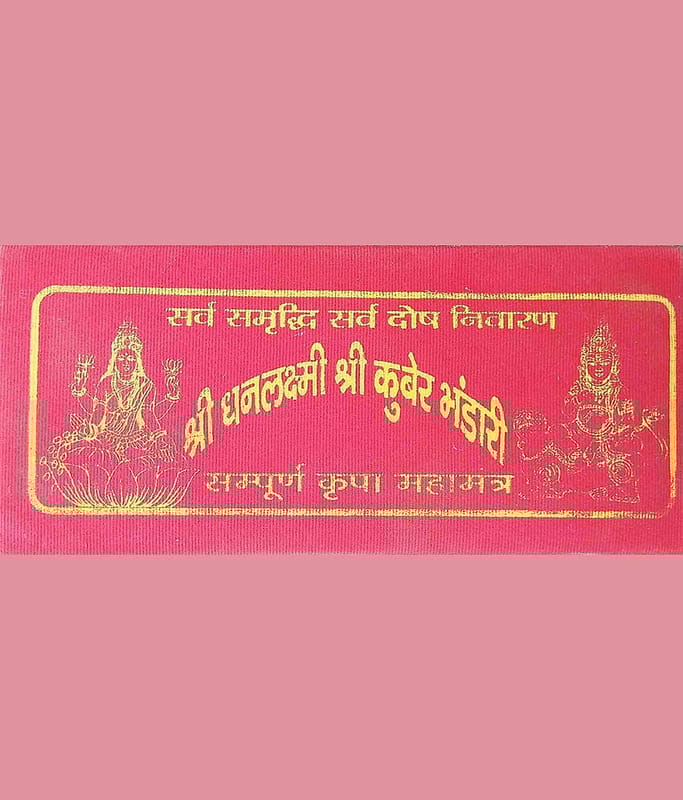 सर्व समृद्धि सर्व दोष निवारण
श्री धनलक्ष्मी श्री कुबेर भंडारी
सम्पूर्ण कृपा महामंत्र